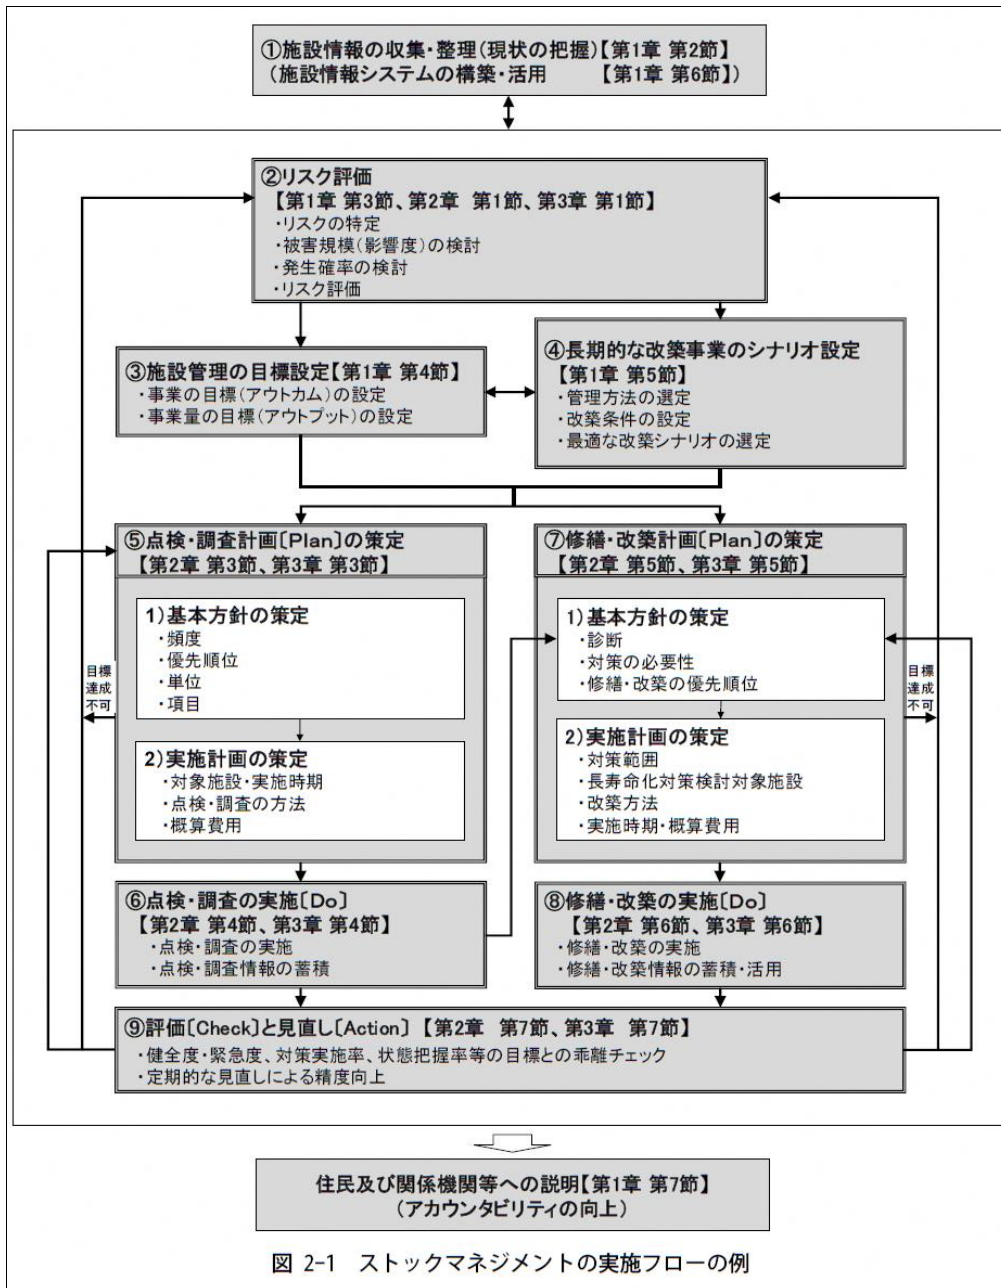 ①施設情報の収集・整理(現状の把握)【第1章 第2節】
(施設情報システムの構築・活用 【第1章 第6節】)
②リスク評価
【第1章 第3節、第2章 第1節、第3章 第1節】
・リスクの特定
・被害規模(影響度)の検討
・発生確率の検討
・リスク評価
③施設管理の目標設定【第1章 第4節】
・事業の目標(アウトカム)の設定
・事業量の目標(アウトプット)の設定
④長期的な改築事業のシナリオ設定
【第1章 第5節】
・管理方法の選定
・改築条件の設定
・最適な改築シナリオの選定
⑤点検・調査計画〔Plan〕の策定
【第2章 第3節、第3章 第3節】
1)基本方針の策定
・頻度
・優先順位
・単位
・項目
2)実施計画の策定
・対象施設・実施時期
・点検・調査の方法
・概算費用
目標
達成
不可
⑦修繕・改築計画〔Plan〕の策定
【第2章 第5節、第3章 第5節】
1)基本方針の策定
・診断
・対策の必要性
・修繕・改築の優先順位
2)実施計画の策定
・対策範囲
・長寿命化対策検討対象施設
・改築方法
・実施時期・概算費用
目標
達成
不可
⑥点検・調査の実施〔Do〕
【第2章 第4節、第3章 第4節】
・点検・調査の実施
・点検・調査情報の蓄積
⑧修繕・改築の実施〔Do〕
【第2章 第6節、第3章 第6節】
・修繕・改築の実施
・修繕・改築情報の蓄積・活用
⑨評価〔Check〕と見直し〔Action〕 【第2章 第7節、第3章 第7節】
・健全度・緊急度、対策実施率、状態把握率等の目標との乖離チェック
・定期的な見直しによる精度向上
住民及び関係機関等への説明【第1章 第7節】
(アカウンタビリティの向上)
図 2-1 ストックマネジメントの実施フローの例